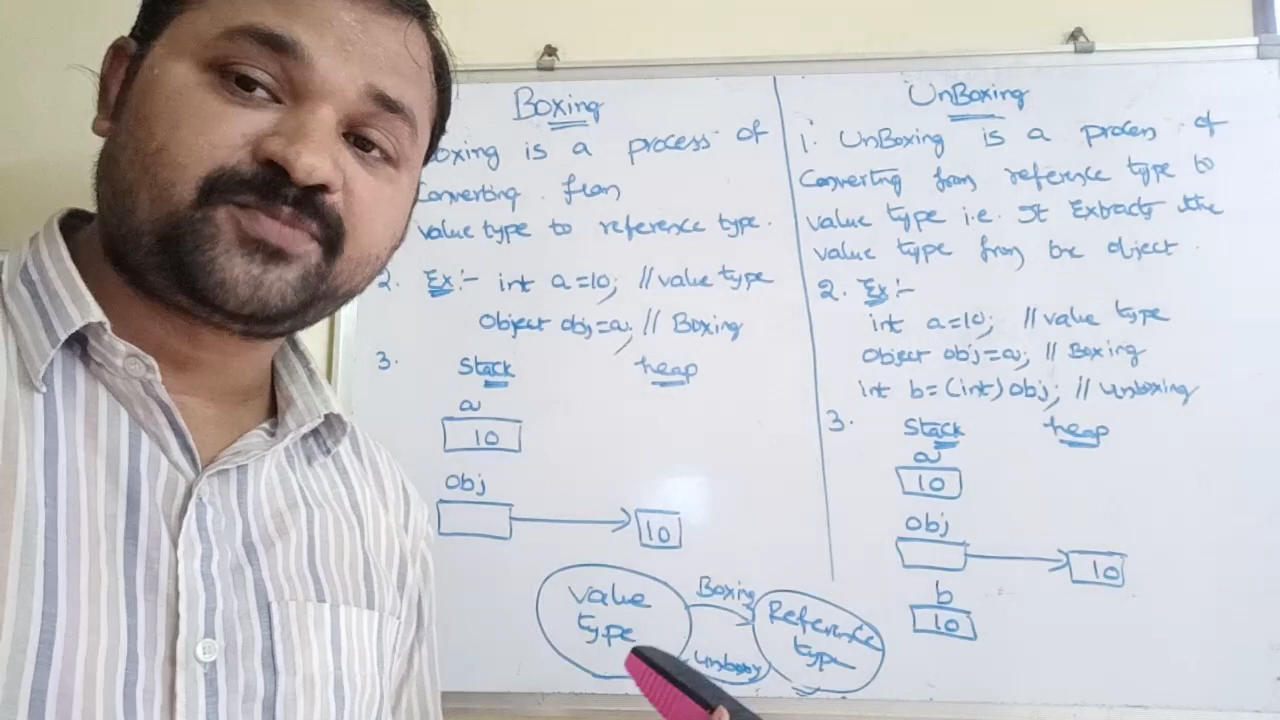 Boxing
oxing is a process of
Converting from
value type to reference type.
2. Ex:- int a=10; // value type
Object obj=a; // Boxing
3.
Stack heap
a
10
obj
10
UnBoxing
1. UnBoxing is a process of
Converting from reference type to
value type i.e. It Extracts the
value type from the object.
2. Ex:-
int a=10; // value type
Object obj=a; // Boxing
int b=(int)obj; // unboxing
3.
Stack heap
a
10
obj
10
b
10
value
type
Boxing
Reference
type